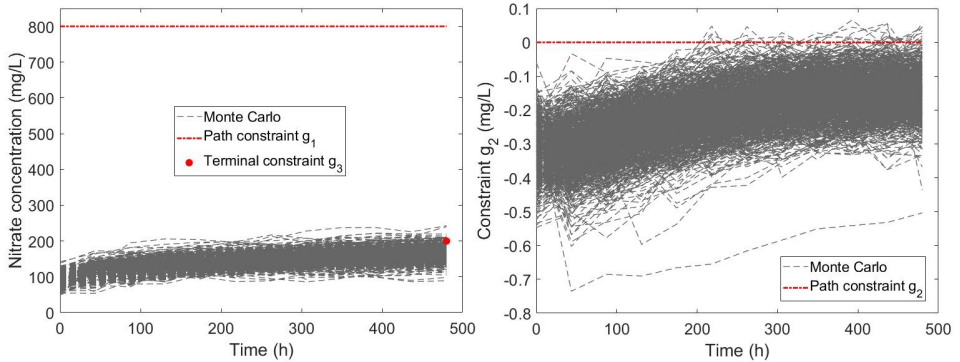 800
700
600
500
400
300
200
100
0
Nitrate concentration (mg/L)
Monte Carlo
Path constraint g1
Terminal constraint g3
0 100 200 300 400 500
Time (h)
0.1
0
-0.1
-0.2
-0.3
-0.4
-0.5
-0.6
-0.7
-0.8
Constraint g2 (mg/L)
Monte Carlo
Path constraint g2
0 100 200 300 400 500
Time (h)